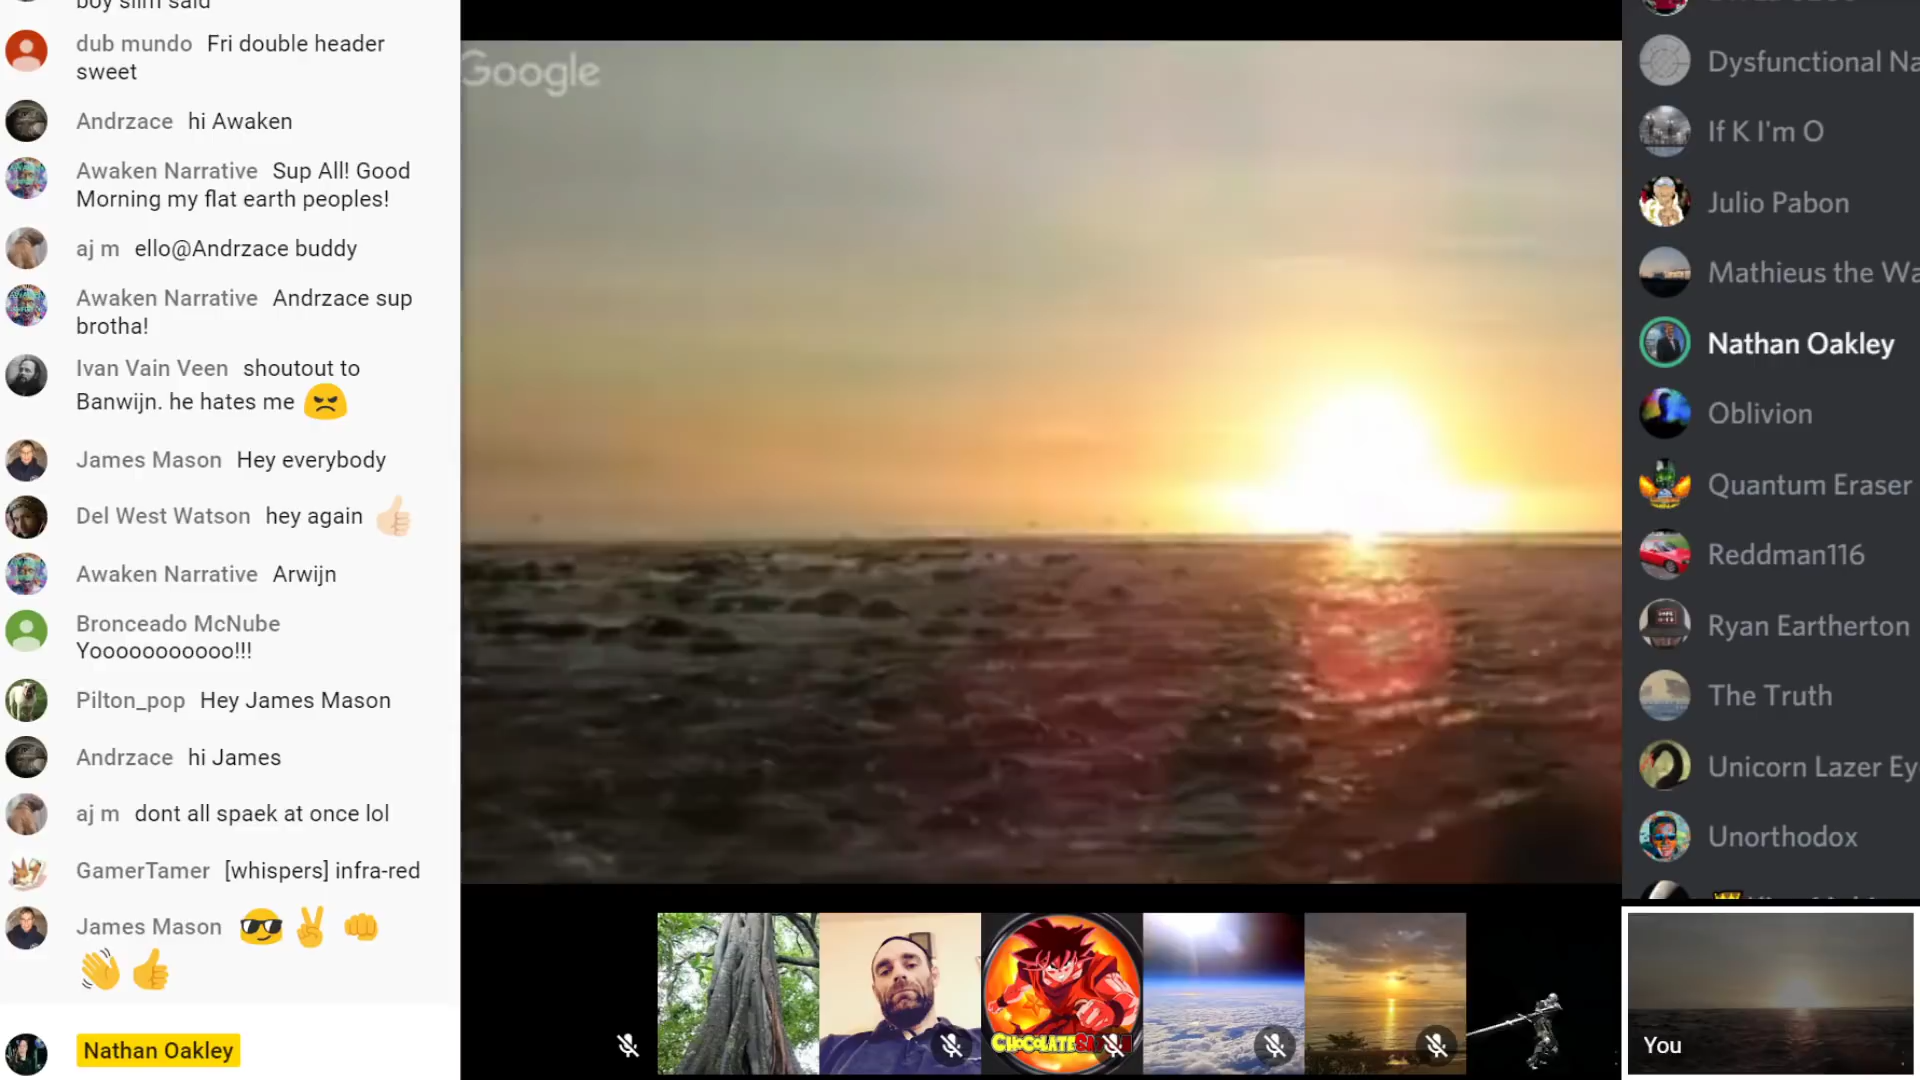 boy slim said
dub mundo Fri double header
sweet
Andrzace hi Awaken
Awaken Narrative Sup All! Good
Morning my flat earth peoples!
aj m ello@Andrzace buddy
Awaken Narrative Andrzace sup
brotha!
Ivan Vain Veen shoutout to
Banwijn. he hates me
James Mason Hey everybody
Del West Watson hey again
Awaken Narrative Arwijn
Bronceado McNube
Yooooooooooo!!!
Pilton_pop Hey James Mason
Andrzace hi James
aj m dont all spaek at once lol
GamerTamer [whispers] infra-red
James Mason
Nathan Oakley
Google
CHOCOLATE
Dysfunctional Na
If K I'm O
Julio Pabon
Mathieus the Wa
Nathan Oakley
Oblivion
Quantum Eraser
Reddman116
Ryan Eartherton
The Truth
Unicorn Lazer Ey
Unorthodox
You